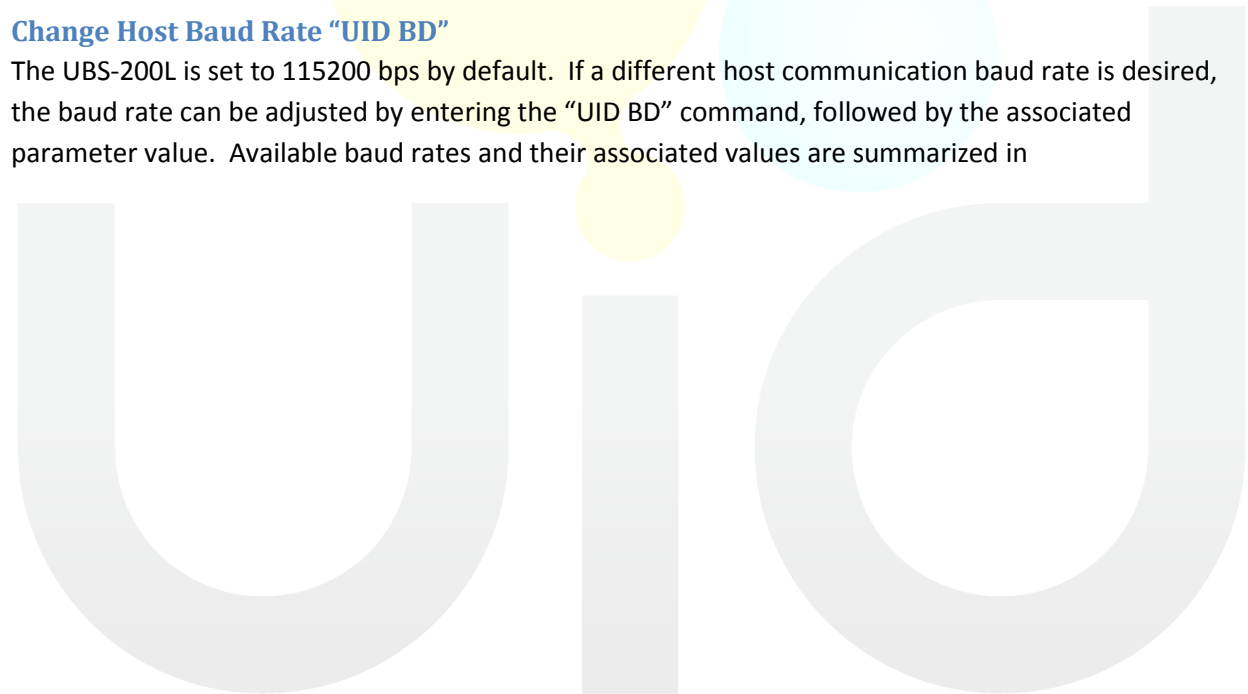 Change Host Baud Rate “UID BD”
The UBS-200L is set to 115200 bps by default.  If a different host communication baud rate is desired,
the baud rate can be adjusted by entering the “UID BD” command, followed by the associated
parameter value.  Available baud rates and their associated values are summarized in
uid